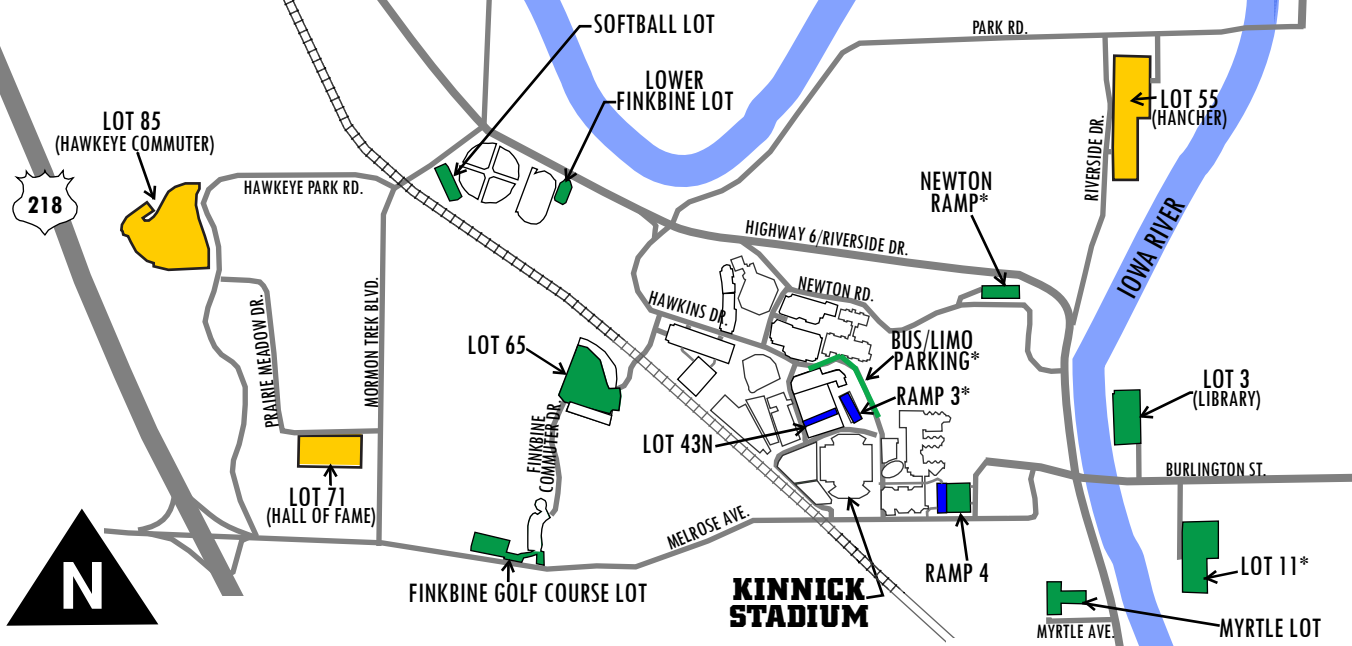 SOFTBALL LOT
PARK RD.
LOWER
FINKBINE LOT
LOT 85
(HAWKEYE COMMUTER)
LOT 55
(HANCHER)
RIVERSIDE DR.
218
HAWKEYE PARK RD.
NEWTON
RAMP*
HIGHWAY 6/RIVERSIDE DR.
IOWA RIVER
NEWTON RD.
HAWKINS DR.
PRAIRIE MEADOW DR.
MORMON TREK BLVD.
LOT 65
BUS/LIMO
PARKING*
RAMP 3*
LOT 3
(LIBRARY)
LOT 43N
FINKBINE
COMMUTER DR.
BURLINGTON ST.
LOT 71
(HALL OF FAME)
MELROSE AVE.
N
FINKBINE GOLF COURSE LOT
KINNICK
STADIUM
RAMP 4
LOT 11*
MYRTLE AVE.
MYRTLE LOT